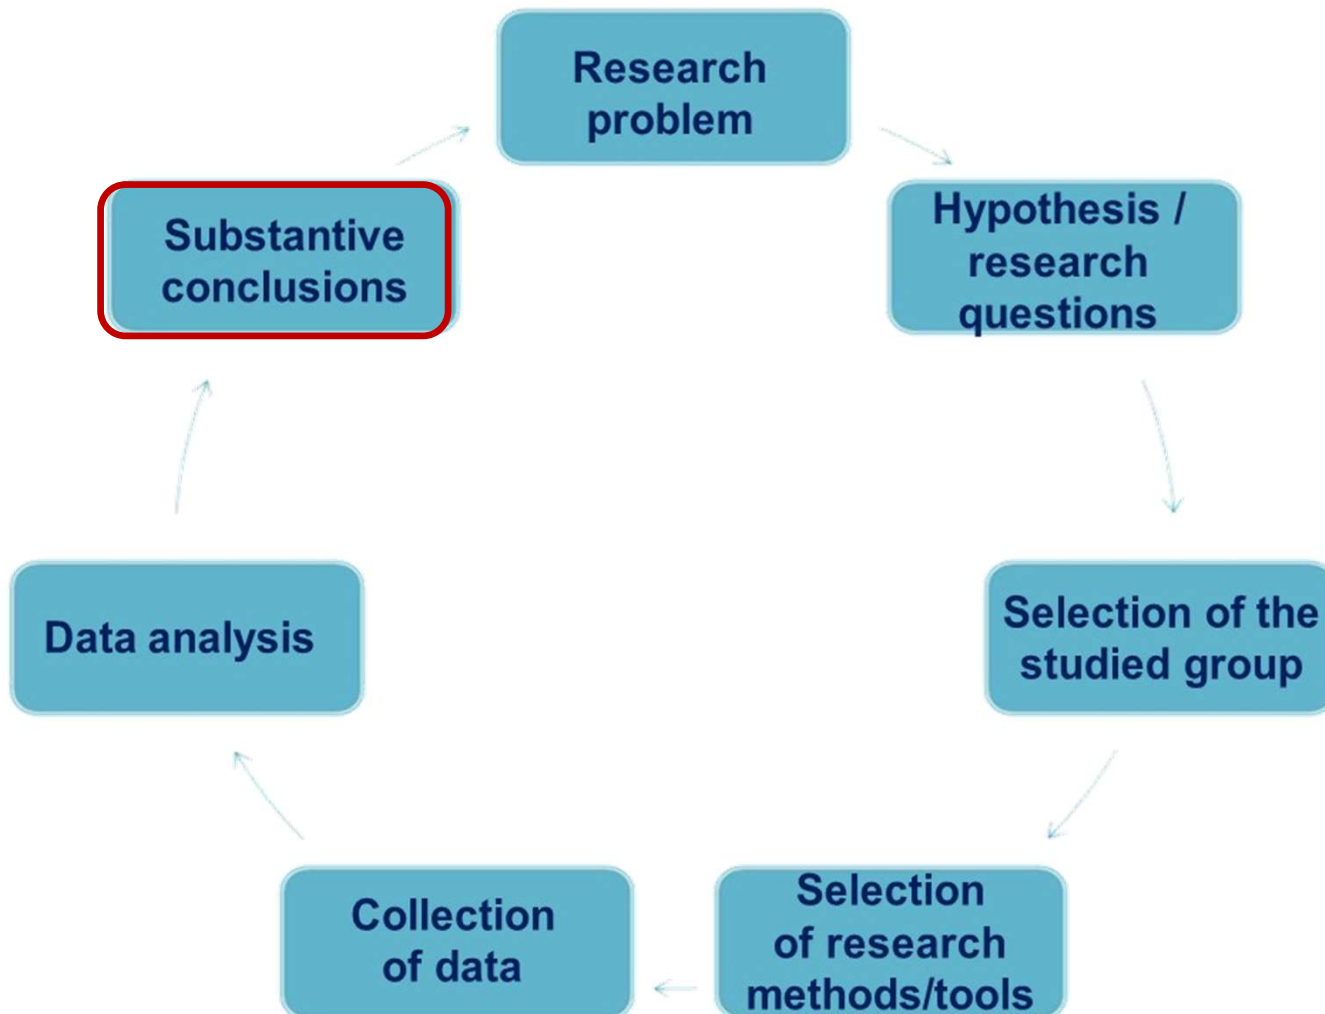 Research
problem
Hypothesis /
research
questions
Selection of the
studied group
Selection
of research
methods/tools
Collection
of data
Data analysis
Substantive
conclusions